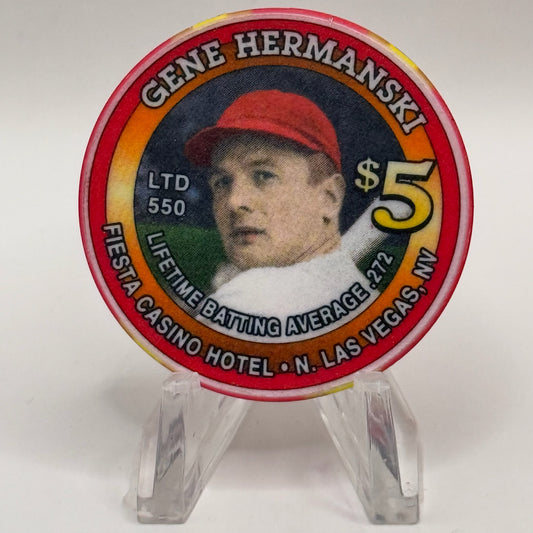 GENE HERMANSKI
$5
LTD
550
LIFETIME BATTING AVERAGE .272
FIESTA CASINO HOTEL • N. LAS VEGAS, NV